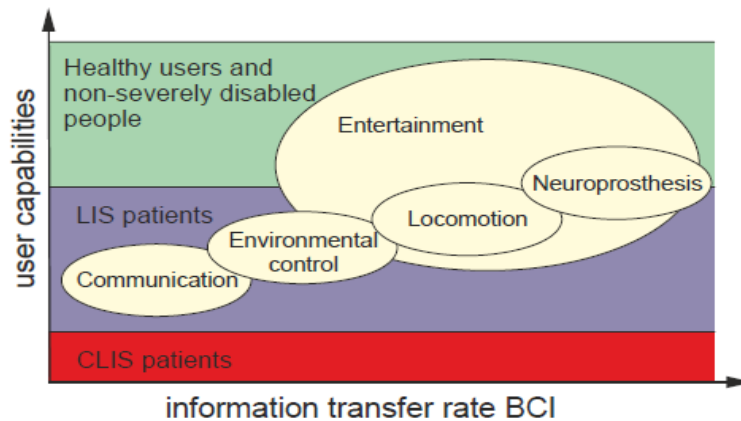 Healthy users and
non-severely disabled
people
Entertainment
Neuroprosthesis
LIS patients
Locomotion
Environmental
control
Communication
CLIS patients
user capabilities
information transfer rate BCI